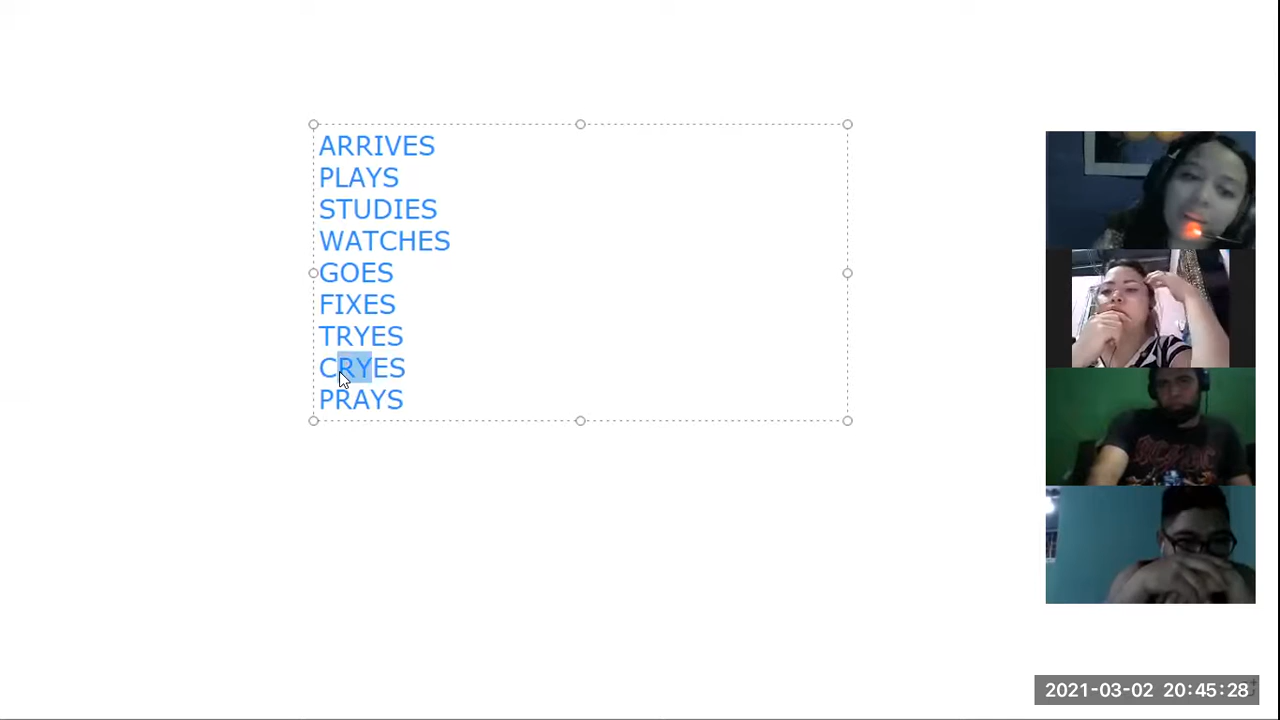 ARRIVES
PLAYS
STUDIES
WATCHES
GOES
FIXES
TRYES
CRYES
PRAYS
2021-03-02 20:45:28